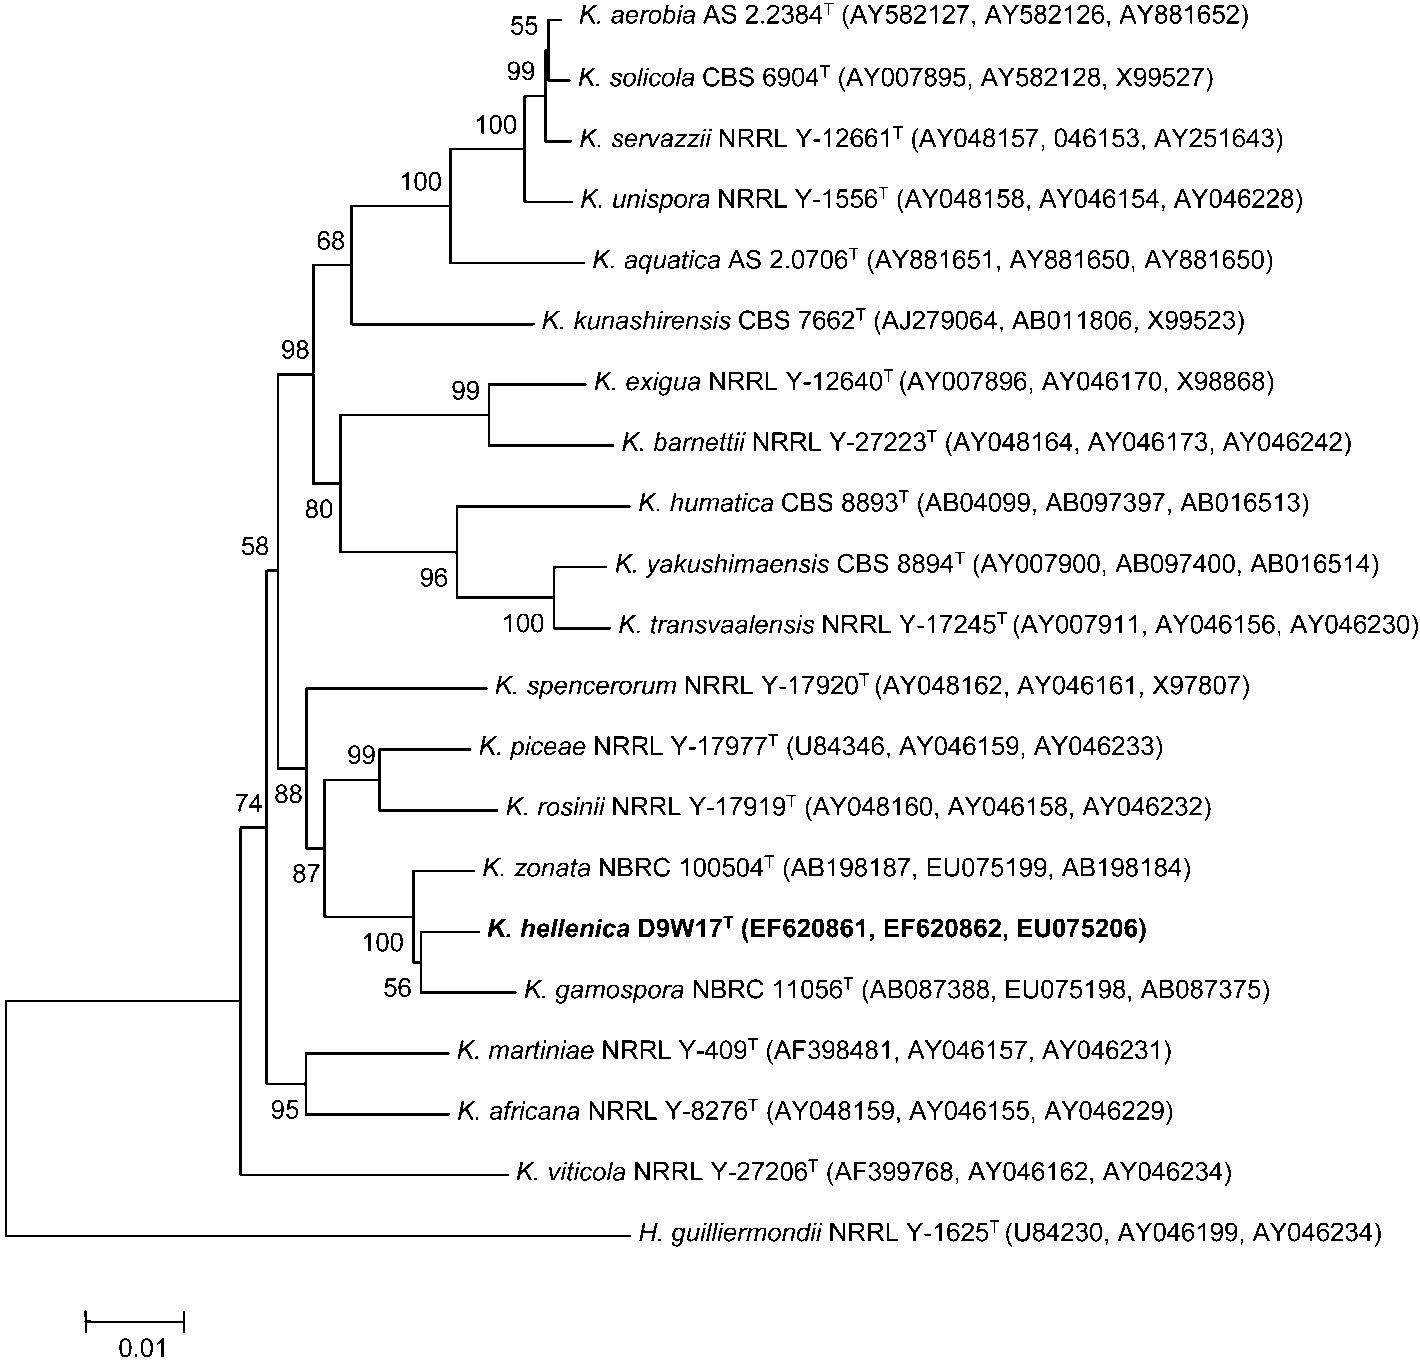 55
K. aerobia AS 2.2384T (AY582127, AY582126, AY881652)
99
K. solicola CBS 6904T (AY007895, AY582128, X99527)
100
K. servazzii NRRL Y-12661T (AY048157, 046153, AY251643)
100
K. unispora NRRL Y-1556T (AY048158, AY046154, AY046228)
68
K. aquatica AS 2.0706T (AY881651, AY881650, AY881650)
K. kunashirensis CBS 7662T (AJ279064, AB011806, X99523)
98
99
K. exigua NRRL Y-12640T (AY007896, AY046170, X98868)
K. barnettii NRRL Y-27223T (AY048164, AY046173, AY046242)
80
K. humatica CBS 8893T (AB04099, AB097397, AB016513)
58
96
K. yakushimaensis CBS 8894T (AY007900, AB097400, AB016514)
100
K. transvaalensis NRRL Y-17245T (AY007911, AY046156, AY046230)
K. spencerorum NRRL Y-17920T (AY048162, AY046161, X97807)
99
K. piceae NRRL Y-17977T (U84346, AY046159, AY046233)
74
88
K. rosinii NRRL Y-17919T (AY048160, AY046158, AY046232)
87
K. zonata NBRC 100504T (AB198187, EU075199, AB198184)
100
K. hellenica D9W17T (EF620861, EF620862, EU075206)
56
K. gamospora NBRC 11056T (AB087388, EU075198, AB087375)
K. martiniae NRRL Y-409T (AF398481, AY046157, AY046231)
95
K. africana NRRL Y-8276T (AY048159, AY046155, AY046229)
K. viticola NRRL Y-27206T (AF399768, AY046162, AY046234)
H. guilliermondii NRRL Y-1625T (U84230, AY046199, AY046234)
0.01